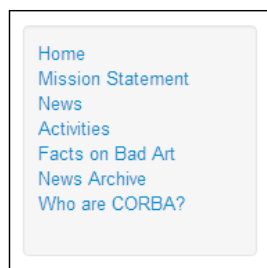 Home
Mission Statement
News
Activities
Facts on Bad Art
News Archive
Who are CORBA?